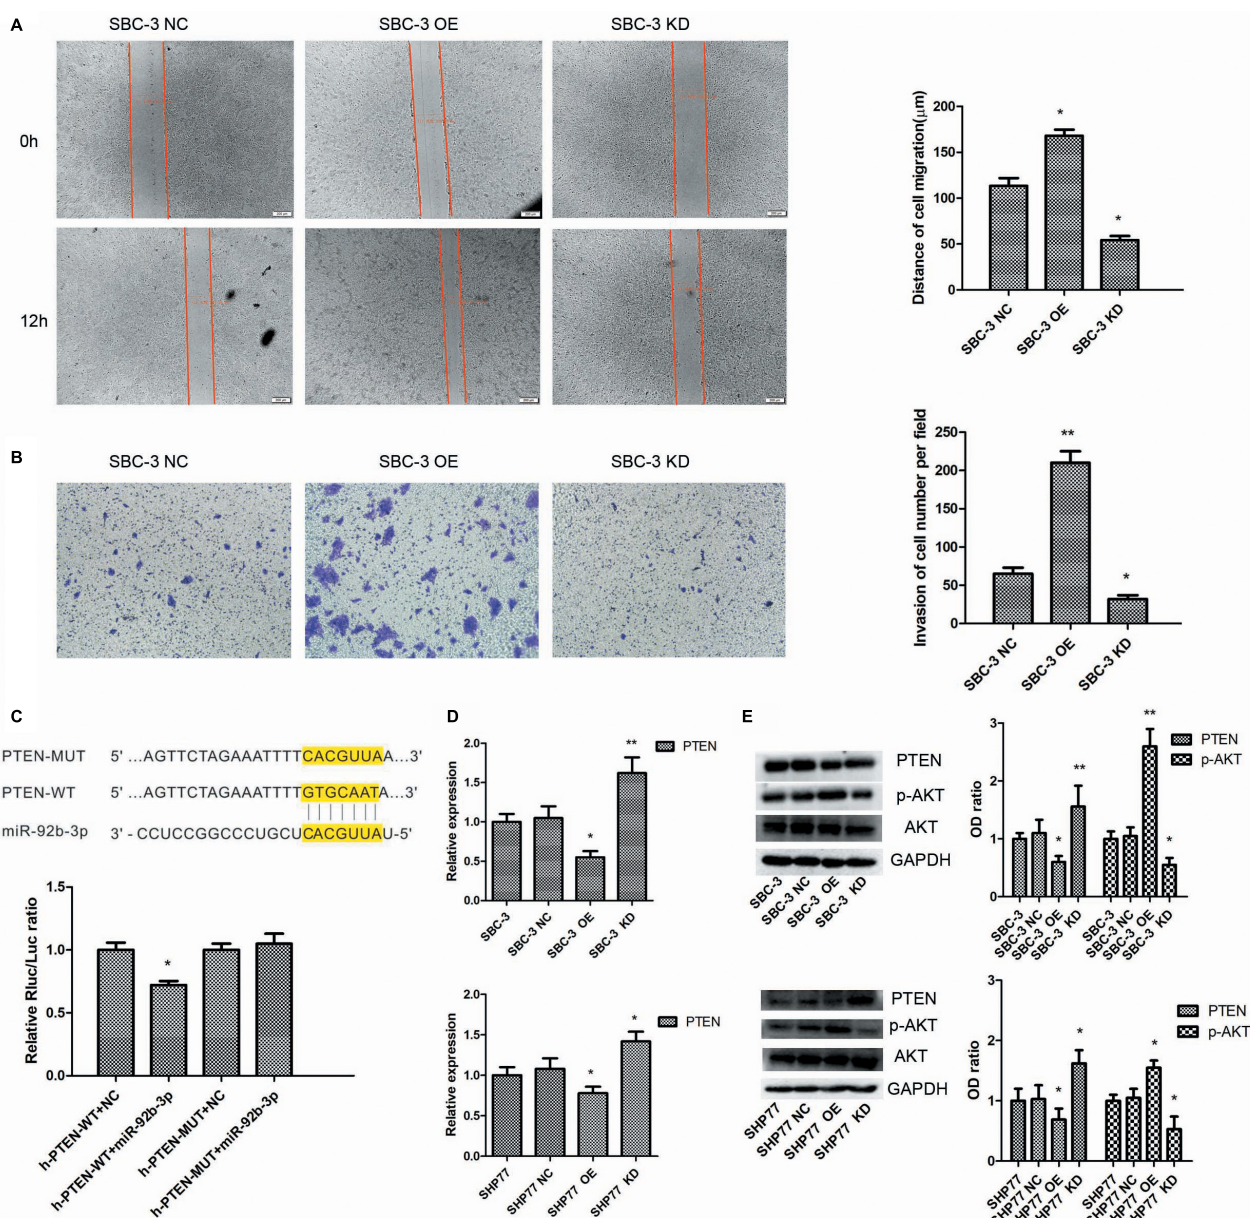 A
SBC-3 NC
SBC-3 OE
SBC-3 KD
0h
12h
Distance of cell migration(μm)
200
150
100
50
0
*
*
SBC-3 NC
SBC-3 OE
SBC-3 KD
B
SBC-3 NC
SBC-3 OE
SBC-3 KD
Invasion of cell number per field
250
200
150
100
50
0
**
*
SBC-3 NC
SBC-3 OE
SBC-3 KD
C
PTEN-MUT 5' ...AGTTCTAGAAATTTTCACGUUAA...3'
PTEN-WT 5' ...AGTTCTAGAAATTTTGTGCAATA...3'
miR-92b-3p 3' - CCUCCGGCCCUGCUCACGUUAU-5'
Relative Rluc/Luc ratio
1.5
1.0
0.5
0.0
*
h-PTEN-WT+NC
h-PTEN-WT+miR-92b-3p
h-PTEN-MUT+NC
h-PTEN-MUT+miR-92b-3p
D
Relative expression
2.0
1.5
1.0
0.5
0.0
*
**
PTEN
SBC-3
SBC-3 NC
SBC-3 OE
SBC-3 KD
Relative expression
2.0
1.5
1.0
0.5
0.0
*
*
PTEN
SHP77
SHP77 NC
SHP77 OE
SHP77 KD
E
PTEN
p-AKT
AKT
GAPDH
SBC-3
SBC-3 NC
SBC-3 OE
SBC-3 KD
OD ratio
3
2
1
0
*
**
**
*
PTEN
p-AKT
SBC-3
SBC-3 NC
SBC-3 OE
SBC-3 KD
SBC-3
SBC-3 NC
SBC-3 OE
SBC-3 KD
PTEN
p-AKT
AKT
GAPDH
SHP77
SHP77 NC
SHP77 OE
SHP77 KD
OD ratio
3
2
1
0
*
*
*
*
PTEN
p-AKT
SHP77
SHP77 NC
SHP77 OE
SHP77 KD
SHP77
SHP77 NC
SHP77 OE
SHP77 KD